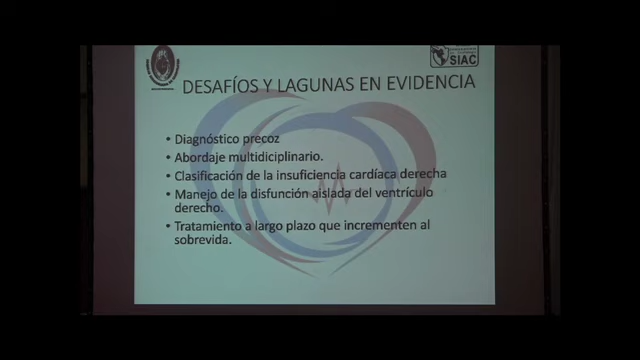 SIAC
DESAFÍOS Y LAGUNAS EN EVIDENCIA
• Diagnóstico precoz
• Abordaje multidiciplinario.
• Clasificación de la insuficiencia cardíaca derecha
• Manejo de la disfunción aislada del ventrículo
derecho.
• Tratamiento a largo plazo que incrementen al
sobrevida.